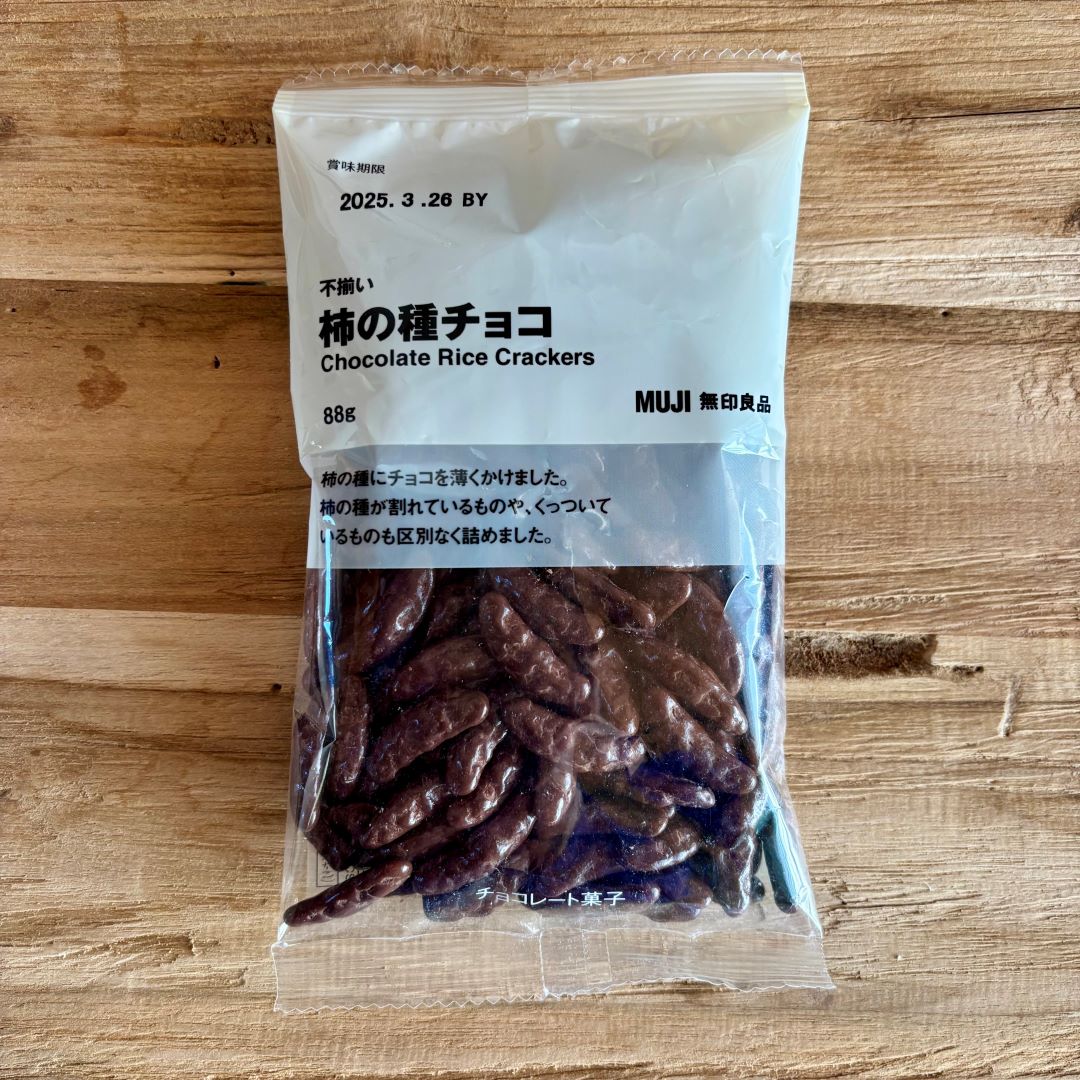 賞味期限
2025. 3 .26 BY
不揃い
柿の種チョコ
Chocolate Rice Crackers
88g
MUJI 無印良品
柿の種にチョコを薄くかけました。
柿の種が割れているものや、くっついて
いるものも区別なく詰めました。
チョコレート菓子